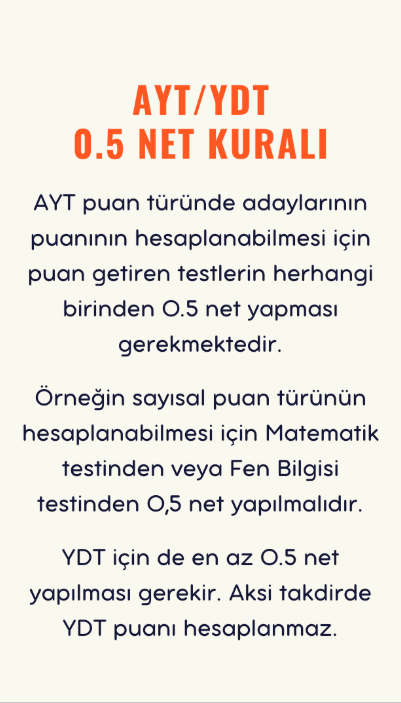 AYT/YDT
0.5 NET KURALI
AYT puan türünde adaylarının
puanının hesaplanabilmesi için
puan getiren testlerin herhangi
birinden 0.5 net yapması
gerekmektedir.
Örneğin sayısal puan türünün
hesaplanabilmesi için Matematik
testinden veya Fen Bilgisi
testinden 0,5 net yapılmalıdır.
YDT için de en az 0.5 net
yapılması gerekir. Aksi takdirde
YDT puanı hesaplanmaz.